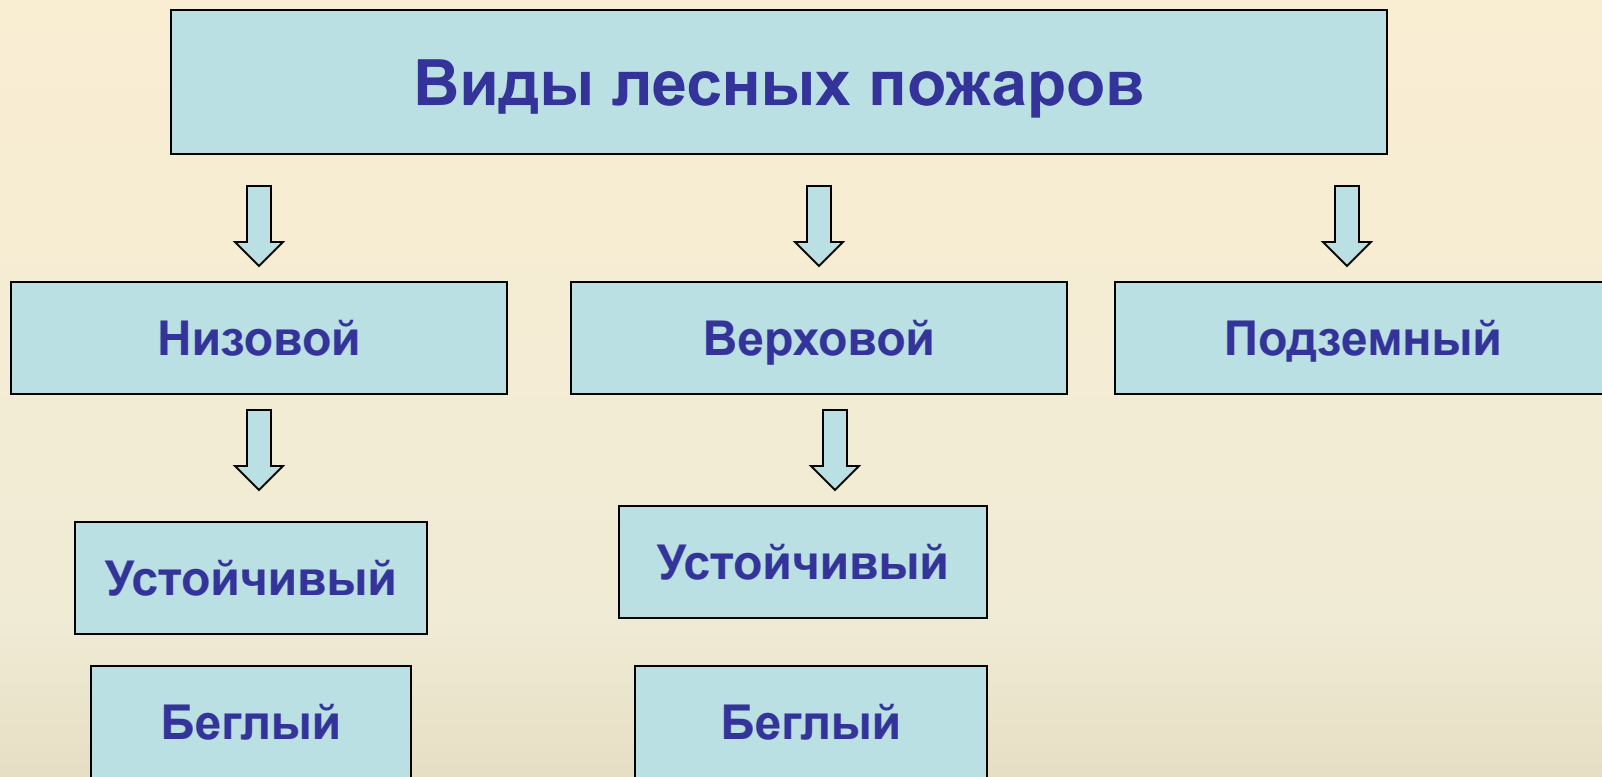 Виды лесных пожаров
Низовой
Верховой
Подземный
Устойчивый
Устойчивый
Беглый
Беглый